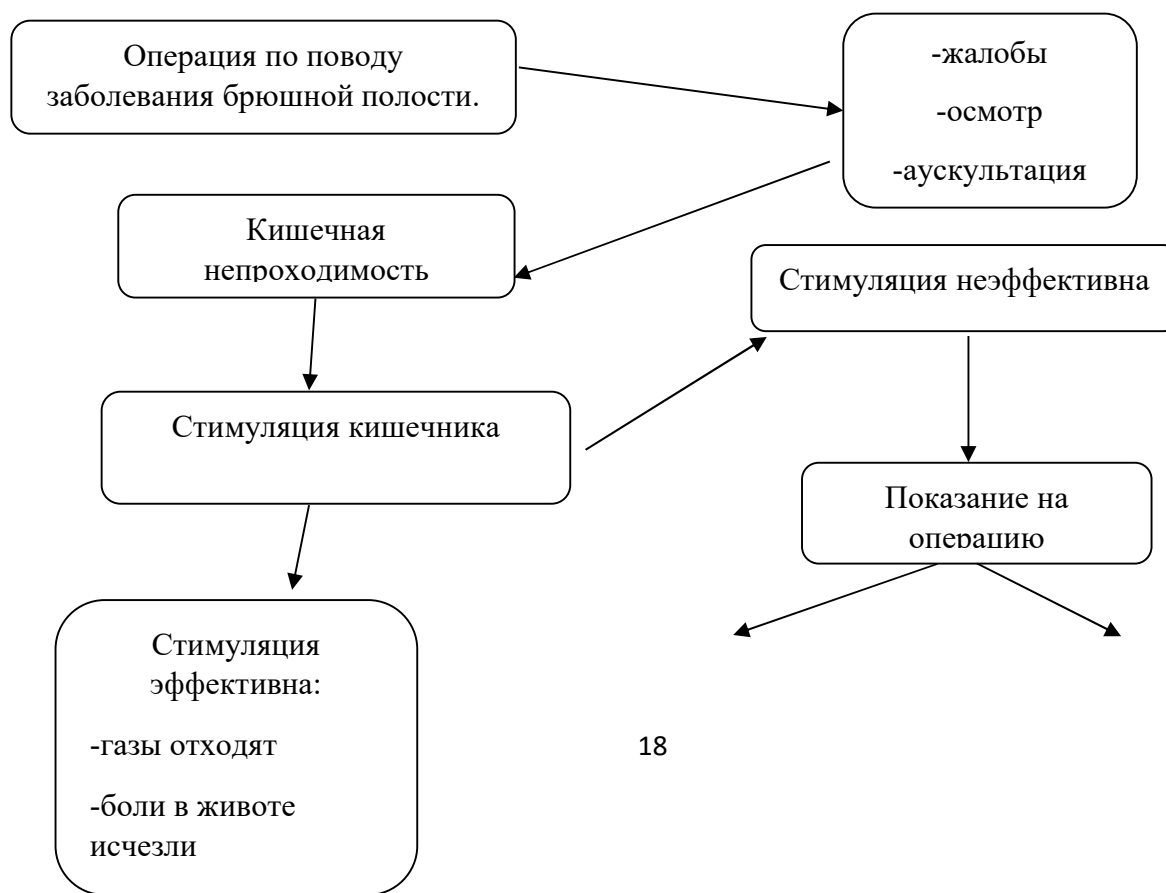 Операция по поводу
заболевания брюшной полости.
-жалобы
-осмотр
-аускультация
Кишечная
непроходимость
Стимуляция неэффективна
Стимуляция кишечника
Показание на
операцию
Стимуляция
эффективна:
-газы отходят
-боли в животе
исчезли
18